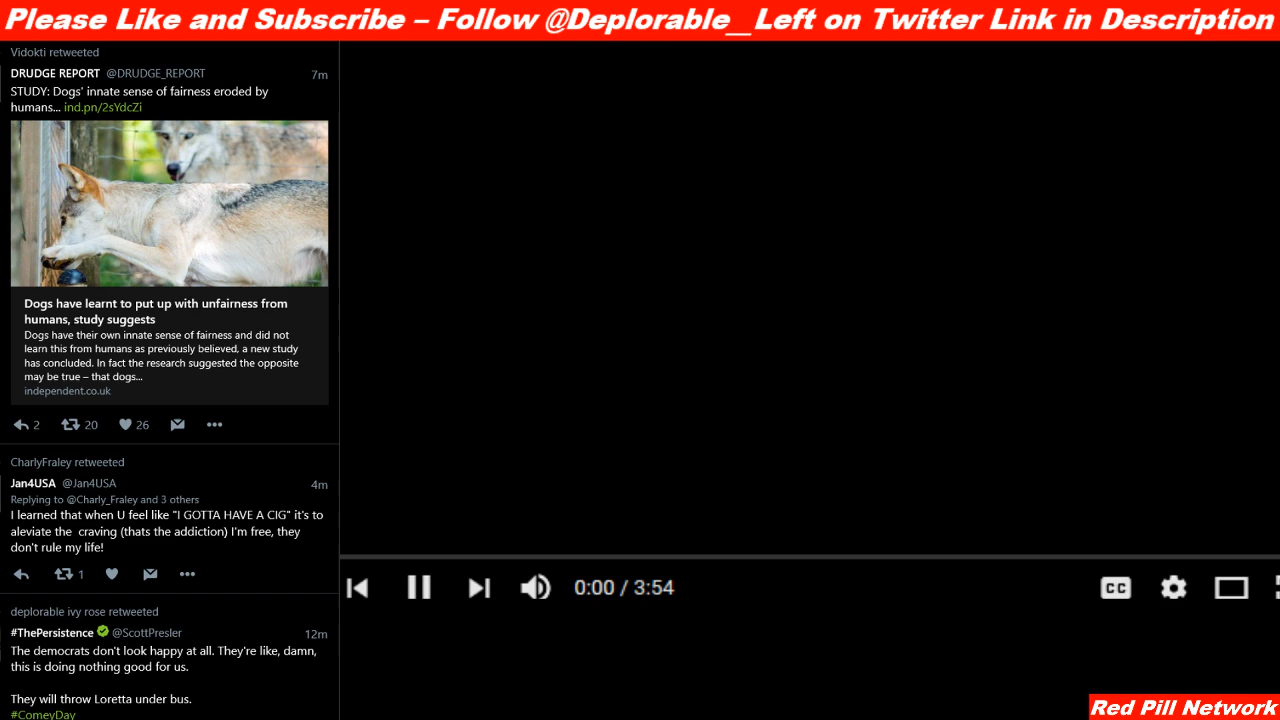 Please Like and Subscribe – Follow @Deplorable__Left on Twitter Link in Description
Vidokti retweeted
DRUDGE REPORT @DRUDGE_REPORT 7m
STUDY: Dogs' innate sense of fairness eroded by
humans... ind.pn/2sYdcZi
Dogs have learnt to put up with unfairness from
humans, study suggests
Dogs have their own innate sense of fairness and did not
learn this from humans as previously believed, a new study
has concluded. In fact the research suggested the opposite
may be true – that dogs...
independent.co.uk
2 20 26
CharlyFraley retweeted
Jan4USA @Jan4USA 4m
Replying to @Charly_Fraley and 3 others
I learned that when U feel like "I GOTTA HAVE A CIG" it's to
aleviate the craving (thats the addiction) I'm free, they
don't rule my life!
1
deplorable ivy rose retweeted
#ThePersistence @ScottPresler 12m
The democrats don't look happy at all. They're like, damn,
this is doing nothing good for us.
They will throw Loretta under bus.
#ComeyDay
0:00 / 3:54
CC
Red Pill Network